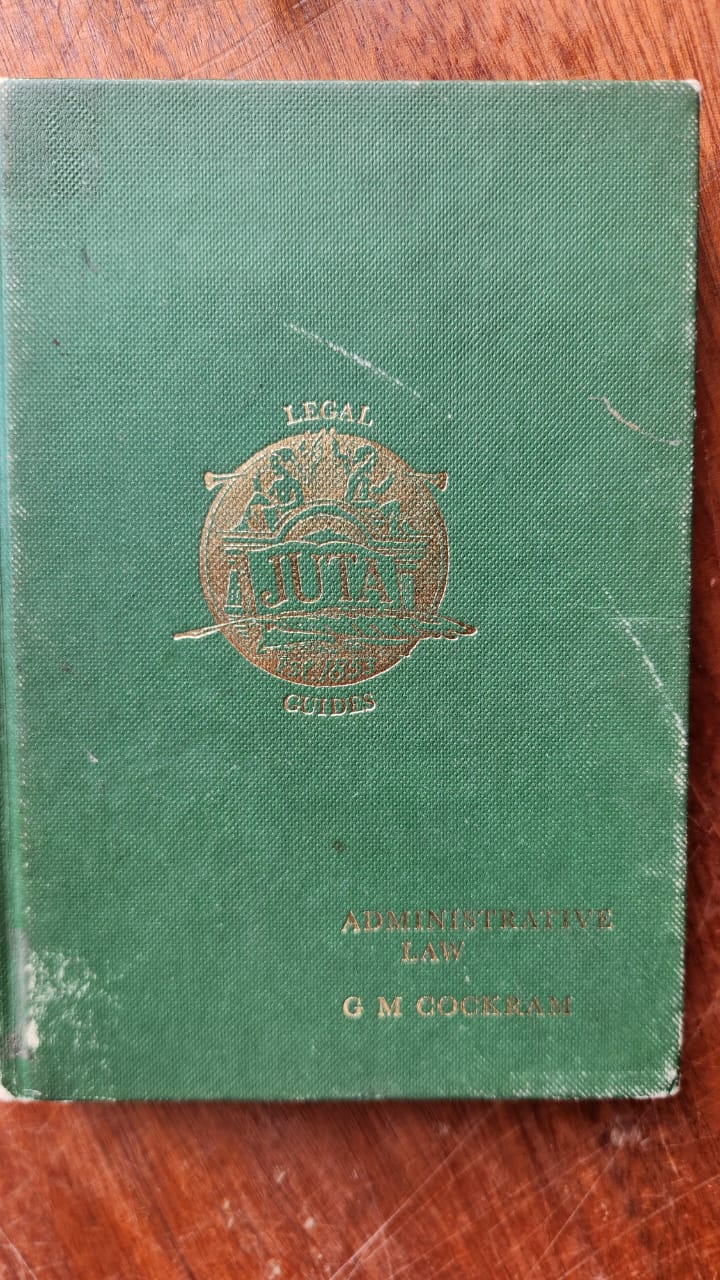 LEGAL
JUTA
GUIDES
ADMINISTRATIVE
LAW
G M COCKRAM